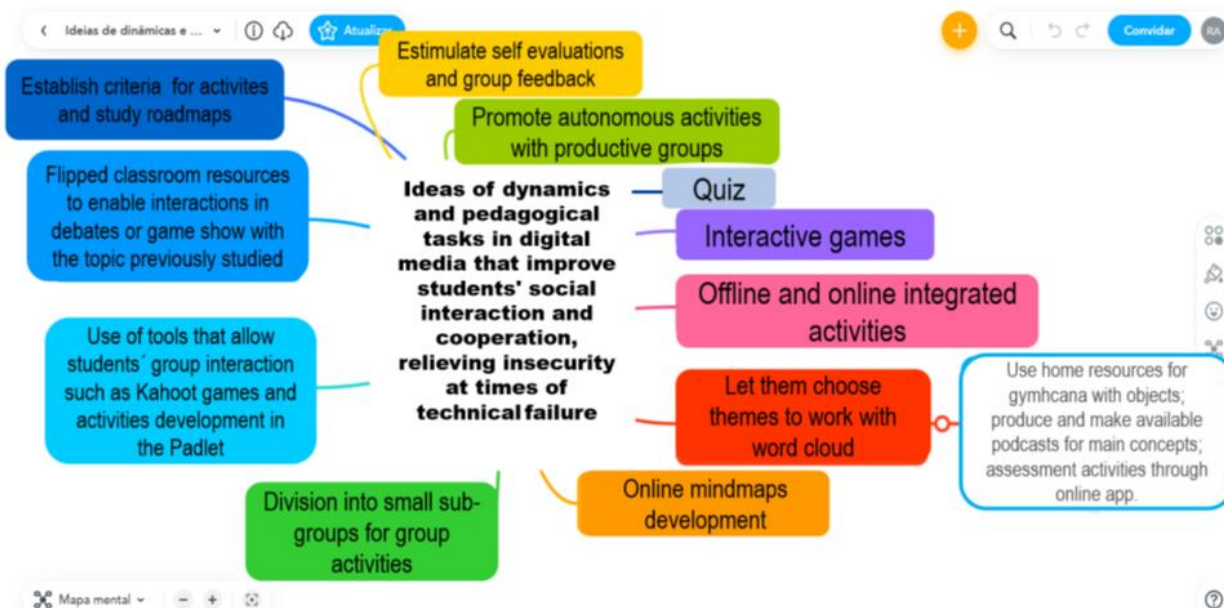 Ideias de dinâmicas e ...
Atualizar
Convidar
RA
Estimulate self evaluations
and group feedback
Establish criteria for activites
and study roadmaps
Promote autonomous activities
with productive groups
Flipped classroom resources
to enable interactions in
debates or game show with
the topic previously studied
Ideas of dynamics
and pedagogical
tasks in digital
media that improve
students' social
interaction and
cooperation,
relieving insecurity
at times of
technical failure
Quiz
Interactive games
Offline and online integrated
activities
Use of tools that allow
students´ group interaction
such as Kahoot games and
activities development in
the Padlet
Let them choose
themes to work with
word cloud
Use home resources for
gymhcana with objects;
produce and make available
podcasts for main concepts;
assessment activities through
online app.
Division into small sub-
groups for group
activities
Online mindmaps
development
Mapa mental